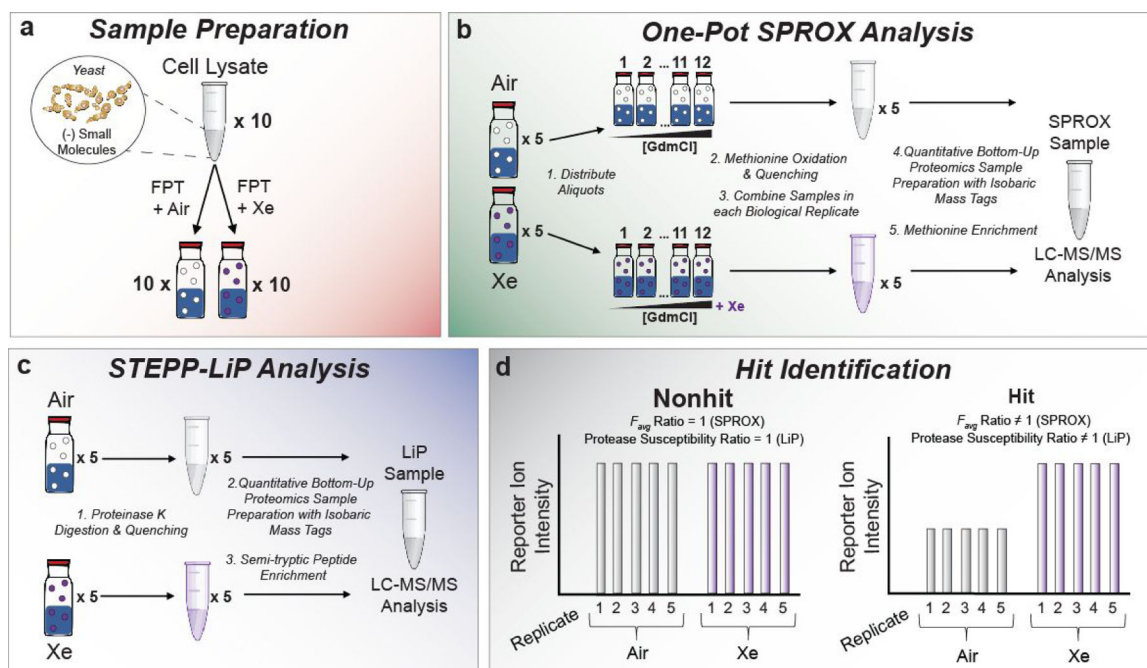 a
Sample Preparation
Yeast
(-) Small
Molecules
Cell Lysate
x 10
FPT
+ Air
FPT
+ Xe
10 x
x 10
b
One-Pot SPROX Analysis
Air
x 5
Xe
x 5
1. Distribute
Aliquots
1 2 ... 11 12
...
[GdmCl]
1 2 ... 11 12
...
[GdmCl]
+ Xe
2. Methionine Oxidation
& Quenching
3. Combine Samples in
each Biological Replicate
x 5
x 5
4.Quantitative Bottom-Up
Proteomics Sample
Preparation with Isobaric
Mass Tags
5. Methionine Enrichment
SPROX
Sample
LC-MS/MS
Analysis
c
STEPP-LiP Analysis
Air
x 5
x 5
1. Proteinase K
Digestion & Quenching
2.Quantitative Bottom-Up
Proteomics Sample
Preparation with Isobaric
Mass Tags
3. Semi-tryptic Peptide
Enrichment
x 5
x 5
Xe
LiP
Sample
LC-MS/MS
Analysis
d
Hit Identification
Nonhit
Favg Ratio = 1 (SPROX)
Protease Susceptibility Ratio = 1 (LiP)
Reporter Ion
Intensity
Replicate
1 2 3 4 5
1 2 3 4 5
Air
Xe
Hit
Favg Ratio ≠ 1 (SPROX)
Protease Susceptibility Ratio ≠ 1 (LiP)
Reporter Ion
Intensity
Replicate
1 2 3 4 5
1 2 3 4 5
Air
Xe